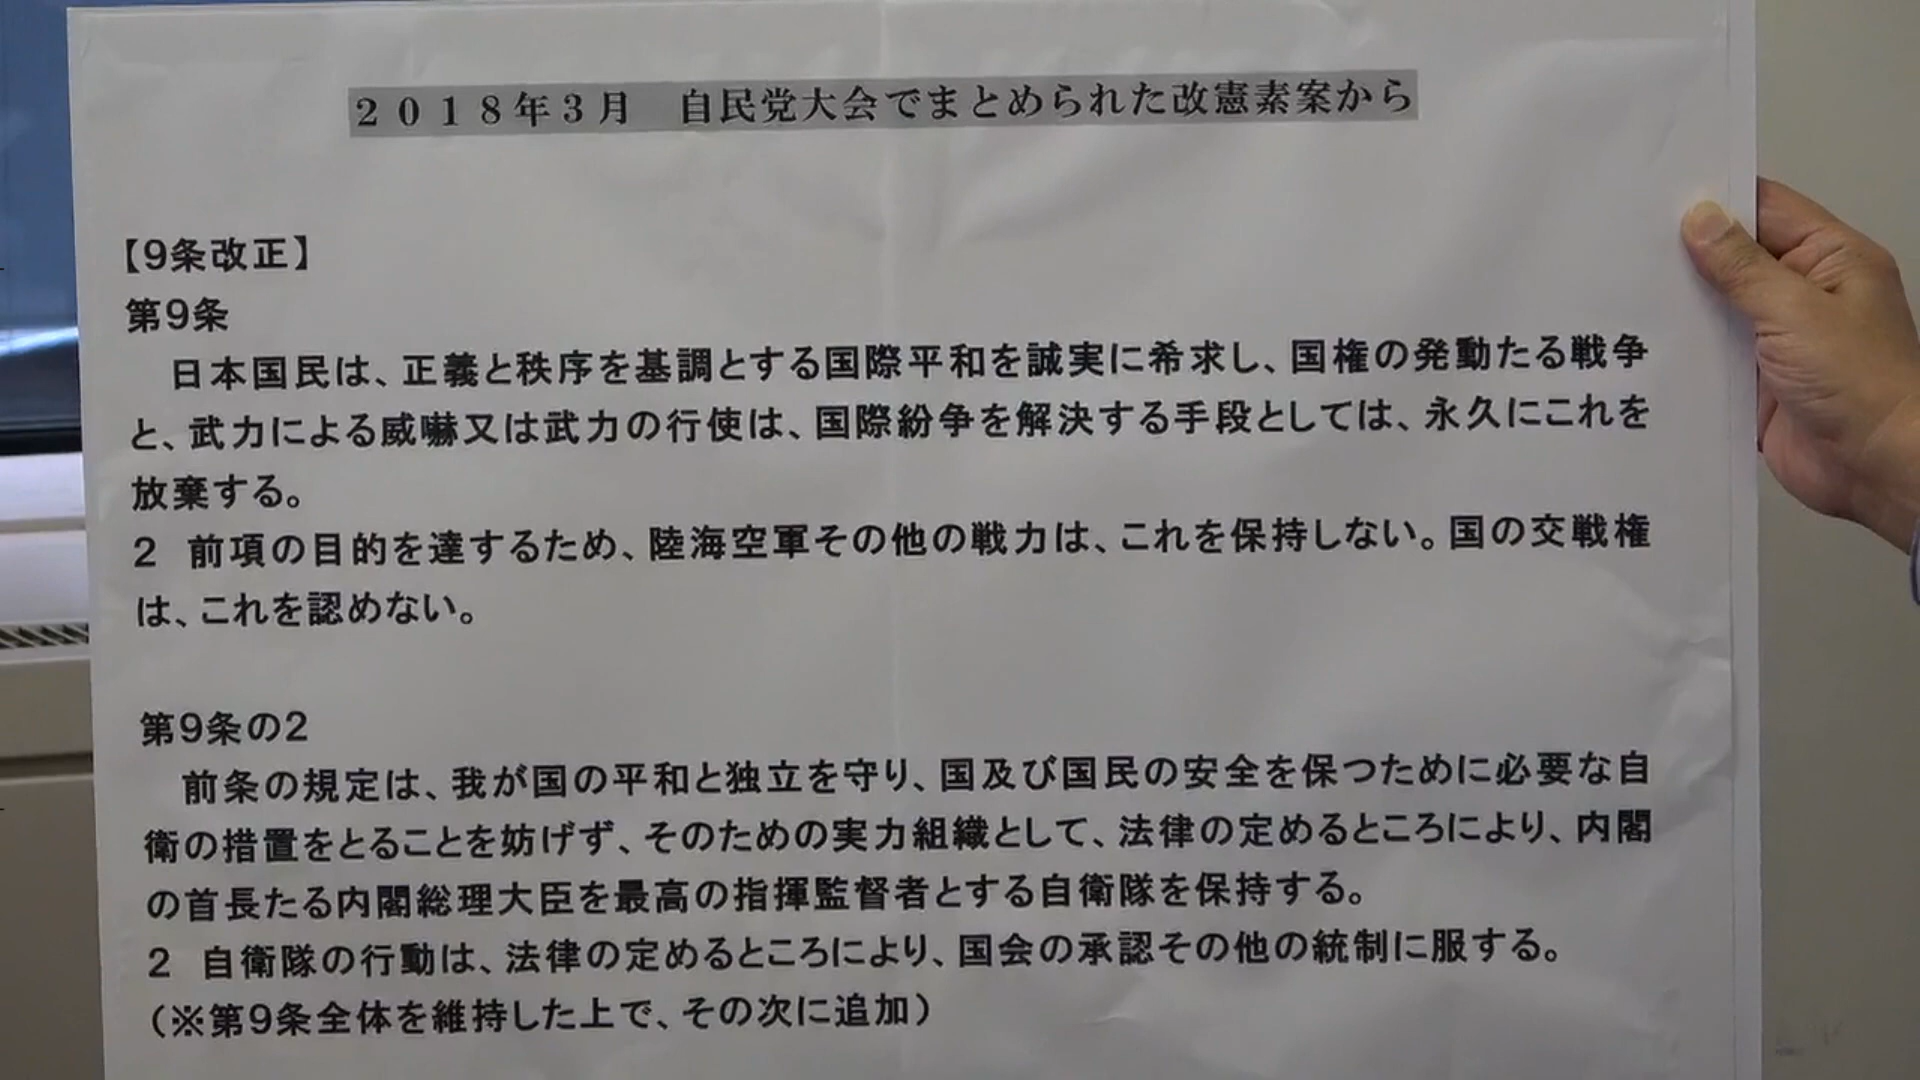 2018年3月　自民党大会でまとめられた改憲素案から
【9条改正】
第9条
　日本国民は、正義と秩序を基調とする国際平和を誠実に希求し、国権の発動たる戦争
と、武力による威嚇又は武力の行使は、国際紛争を解決する手段としては、永久にこれを
放棄する。
2　前項の目的を達するため、陸海空軍その他の戦力は、これを保持しない。国の交戦権
は、これを認めない。
第9条の2
　前条の規定は、我が国の平和と独立を守り、国及び国民の安全を保つために必要な自
衛の措置をとることを妨げず、そのための実力組織として、法律の定めるところにより、内閣
の首長たる内閣総理大臣を最高の指揮監督者とする自衛隊を保持する。
2　自衛隊の行動は、法律の定めるところにより、国会の承認その他の統制に服する。
（※第9条全体を維持した上で、その次に追加）